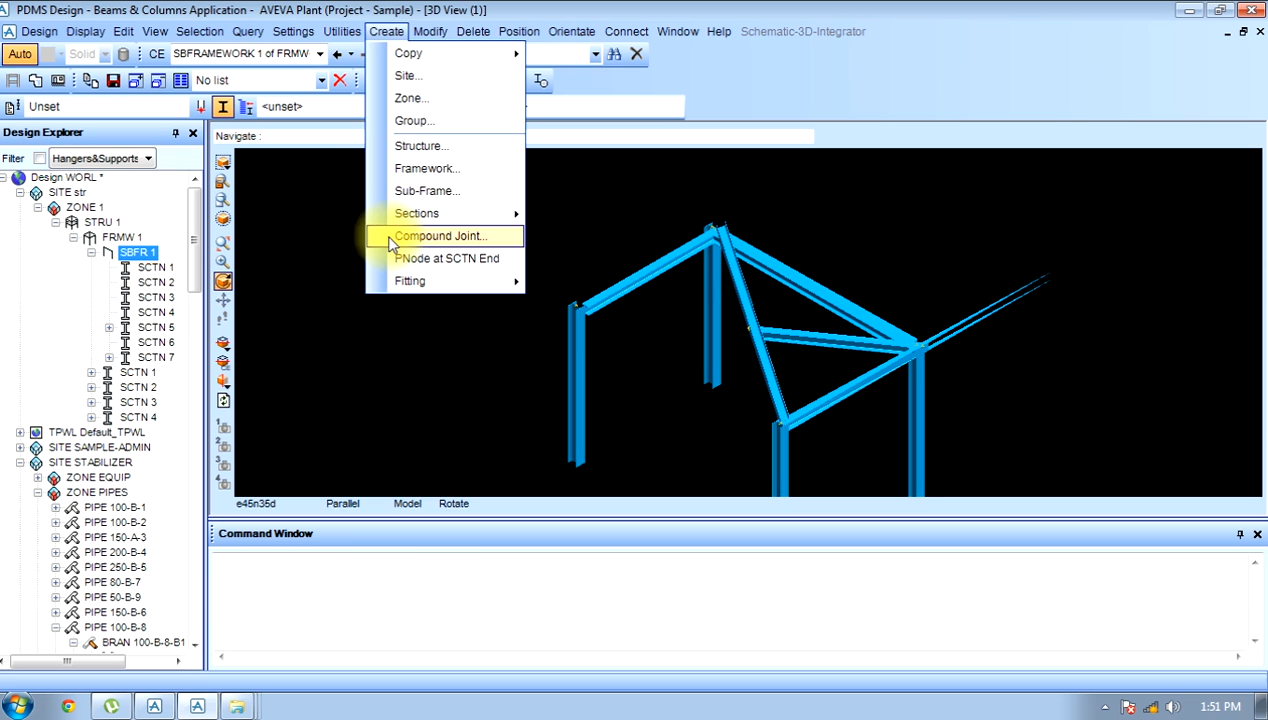 PDMS Design - Beams & Columns Application - AVEVA Plant (Project - Sample) - [3D View (1)]
Design Display Edit View Selection Query Settings Utilities Create Modify Delete Position Orientate Connect Window Help Schematic-3D-Integrator
Auto Solid CE SBFRAMEWORK 1 of FRMW
No list
Unset <unset>
Copy
Site...
Zone...
Group...
Structure...
Framework...
Sub-Frame...
Sections
Compound Joint...
PNode at SCTN End
Fitting
Design Explorer
Navigate :
Filter Hangers&Supports
Design WORL *
SITE str
ZONE 1
STRU 1
FRMW 1
SBFR 1
SCTN 1
SCTN 2
SCTN 3
SCTN 4
SCTN 5
SCTN 6
SCTN 7
SCTN 1
SCTN 2
SCTN 3
SCTN 4
TPWL Default_TPWL
SITE SAMPLE-ADMIN
SITE STABILIZER
ZONE EQUIP
ZONE PIPES
PIPE 100-B-1
PIPE 100-B-2
PIPE 150-A-3
PIPE 200-B-4
PIPE 250-B-5
PIPE 80-B-7
PIPE 150-B-6
PIPE 100-B-8
BRAN 100-B-8-B1
e45n35d Parallel Model Rotate
Command Window
1:51 PM